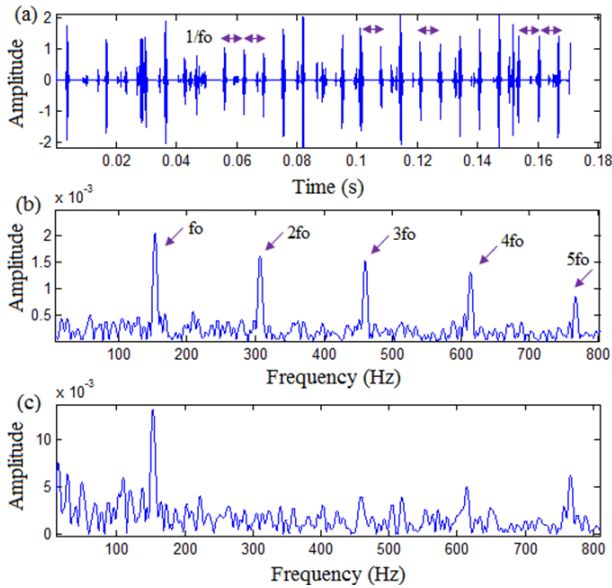 (a)
2
1
0
-1
-2
Amplitude
1/fo
0.02 0.04 0.06 0.08 0.1 0.12 0.14 0.16 0.18
Time (s)
(b)
x 10⁻³
2
1.5
1
0.5
Amplitude
fo
2fo
3fo
4fo
5fo
100 200 300 400 500 600 700 800
Frequency (Hz)
(c)
x 10⁻³
10
5
0
Amplitude
100 200 300 400 500 600 700 800
Frequency (Hz)